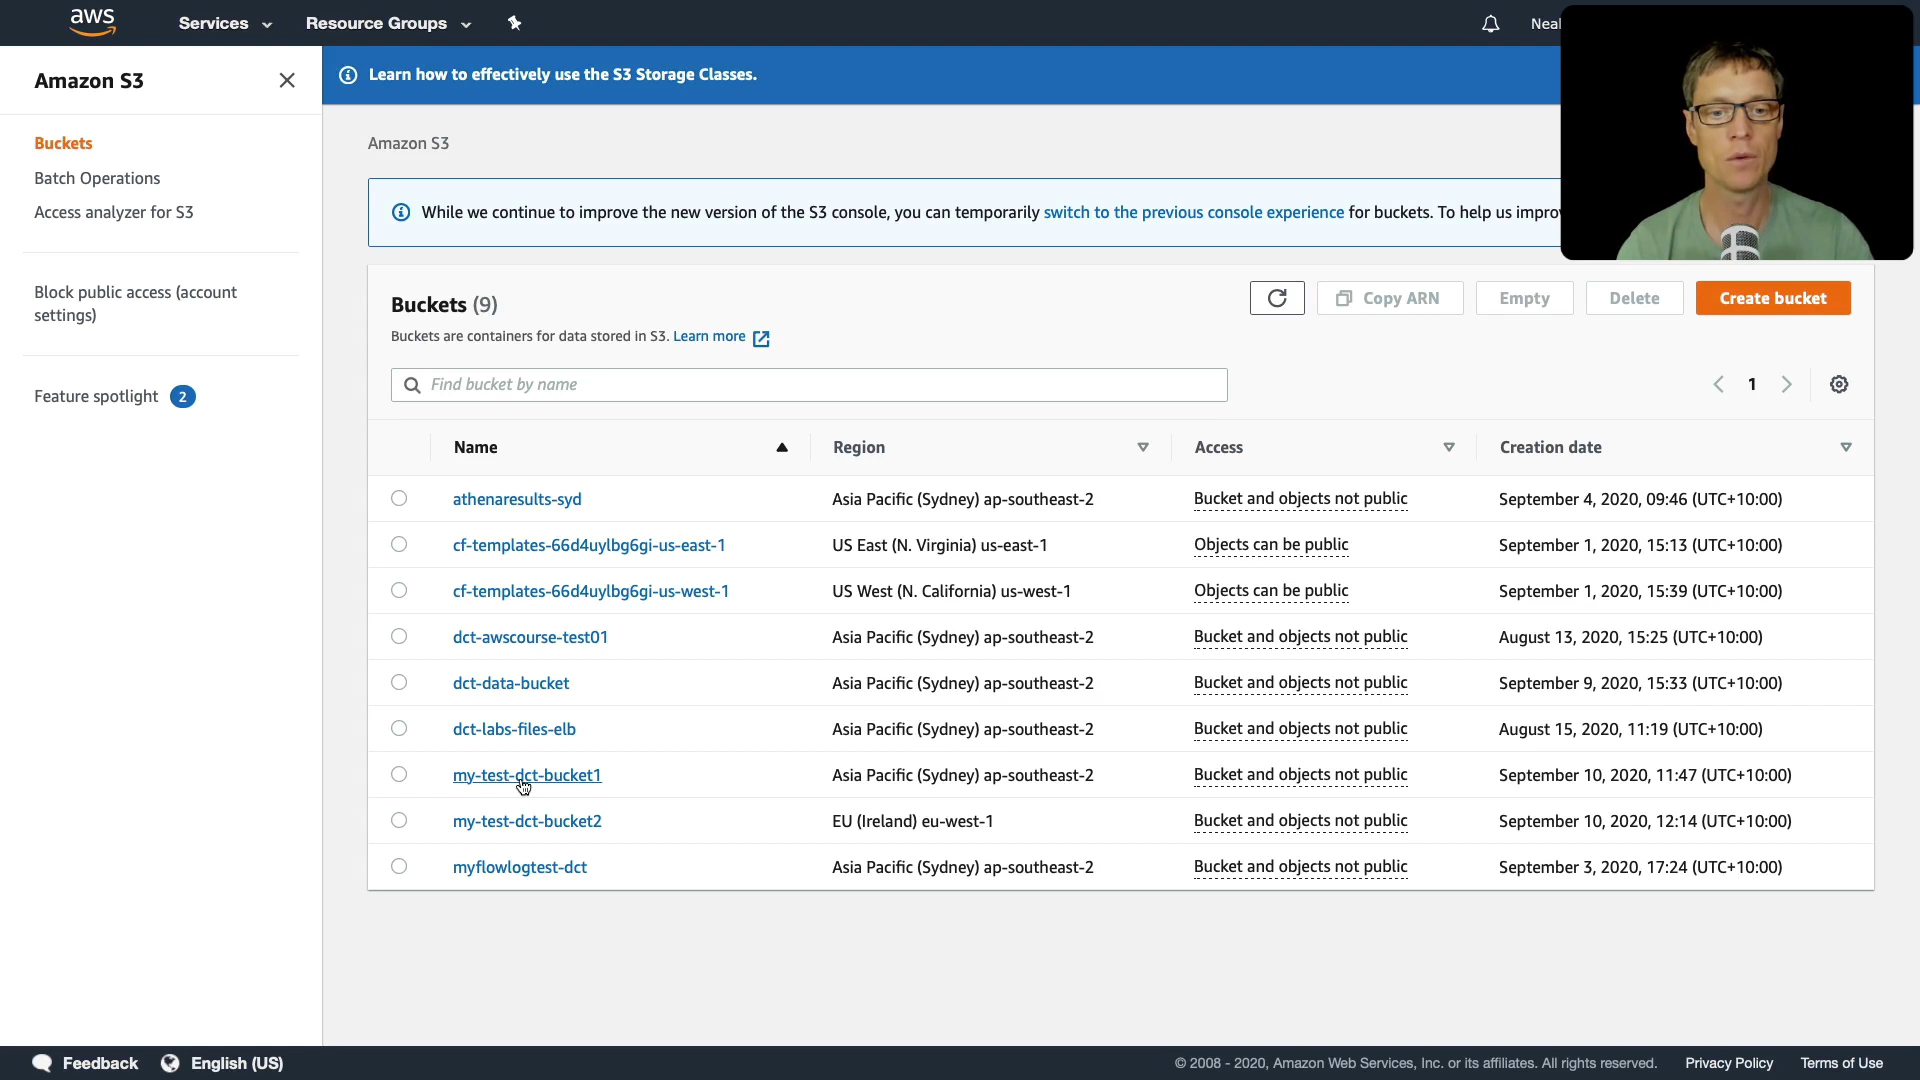 aws
Services
Resource Groups
Neal
Amazon S3
Learn how to effectively use the S3 Storage Classes.
Buckets
Batch Operations
Access analyzer for S3
Block public access (account
settings)
Feature spotlight 2
Amazon S3
While we continue to improve the new version of the S3 console, you can temporarily switch to the previous console experience for buckets. To help us impro
Buckets (9)
Copy ARN
Empty
Delete
Create bucket
Buckets are containers for data stored in S3. Learn more
Find bucket by name
1
Name Region Access Creation date
athenaresults-syd Asia Pacific (Sydney) ap-southeast-2 Bucket and objects not public September 4, 2020, 09:46 (UTC+10:00)
cf-templates-66d4uylbg6gi-us-east-1 US East (N. Virginia) us-east-1 Objects can be public September 1, 2020, 15:13 (UTC+10:00)
cf-templates-66d4uylbg6gi-us-west-1 US West (N. California) us-west-1 Objects can be public September 1, 2020, 15:39 (UTC+10:00)
dct-awscourse-test01 Asia Pacific (Sydney) ap-southeast-2 Bucket and objects not public August 13, 2020, 15:25 (UTC+10:00)
dct-data-bucket Asia Pacific (Sydney) ap-southeast-2 Bucket and objects not public September 9, 2020, 15:33 (UTC+10:00)
dct-labs-files-elb Asia Pacific (Sydney) ap-southeast-2 Bucket and objects not public August 15, 2020, 11:19 (UTC+10:00)
my-test-dct-bucket1 Asia Pacific (Sydney) ap-southeast-2 Bucket and objects not public September 10, 2020, 11:47 (UTC+10:00)
my-test-dct-bucket2 EU (Ireland) eu-west-1 Bucket and objects not public September 10, 2020, 12:14 (UTC+10:00)
myflowlogtest-dct Asia Pacific (Sydney) ap-southeast-2 Bucket and objects not public September 3, 2020, 17:24 (UTC+10:00)
Feedback
English (US)
© 2008 - 2020, Amazon Web Services, Inc. or its affiliates. All rights reserved.
Privacy Policy
Terms of Use